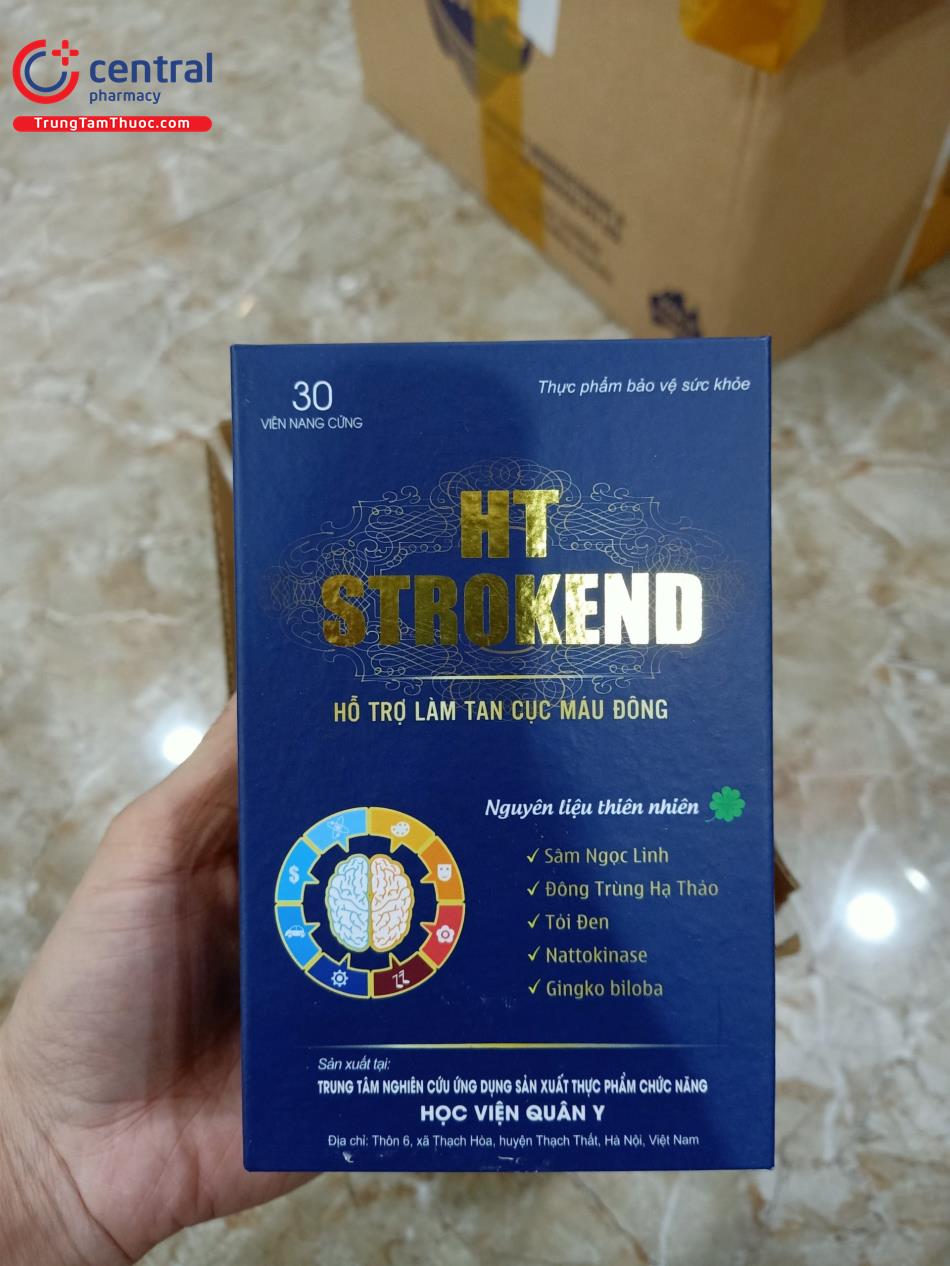 central
pharmacy
TrungTamThuoc.com
30
VIÊN NANG CỨNG
Thực phẩm bảo vệ sức khỏe
HT
STROKEND
HỖ TRỢ LÀM TAN CỤC MÁU ĐÔNG
Nguyên liệu thiên nhiên
✓ Sâm Ngọc Linh
✓ Đông Trùng Hạ Thảo
✓ Tỏi Đen
✓ Nattokinase
✓ Gingko biloba
Sản xuất tại:
TRUNG TÂM NGHIÊN CỨU ỨNG DỤNG SẢN XUẤT THỰC PHẨM CHỨC NĂNG
HỌC VIỆN QUÂN Y
Địa chỉ: Thôn 6, xã Thạch Hòa, huyện Thạch Thất, Hà Nội, Việt Nam